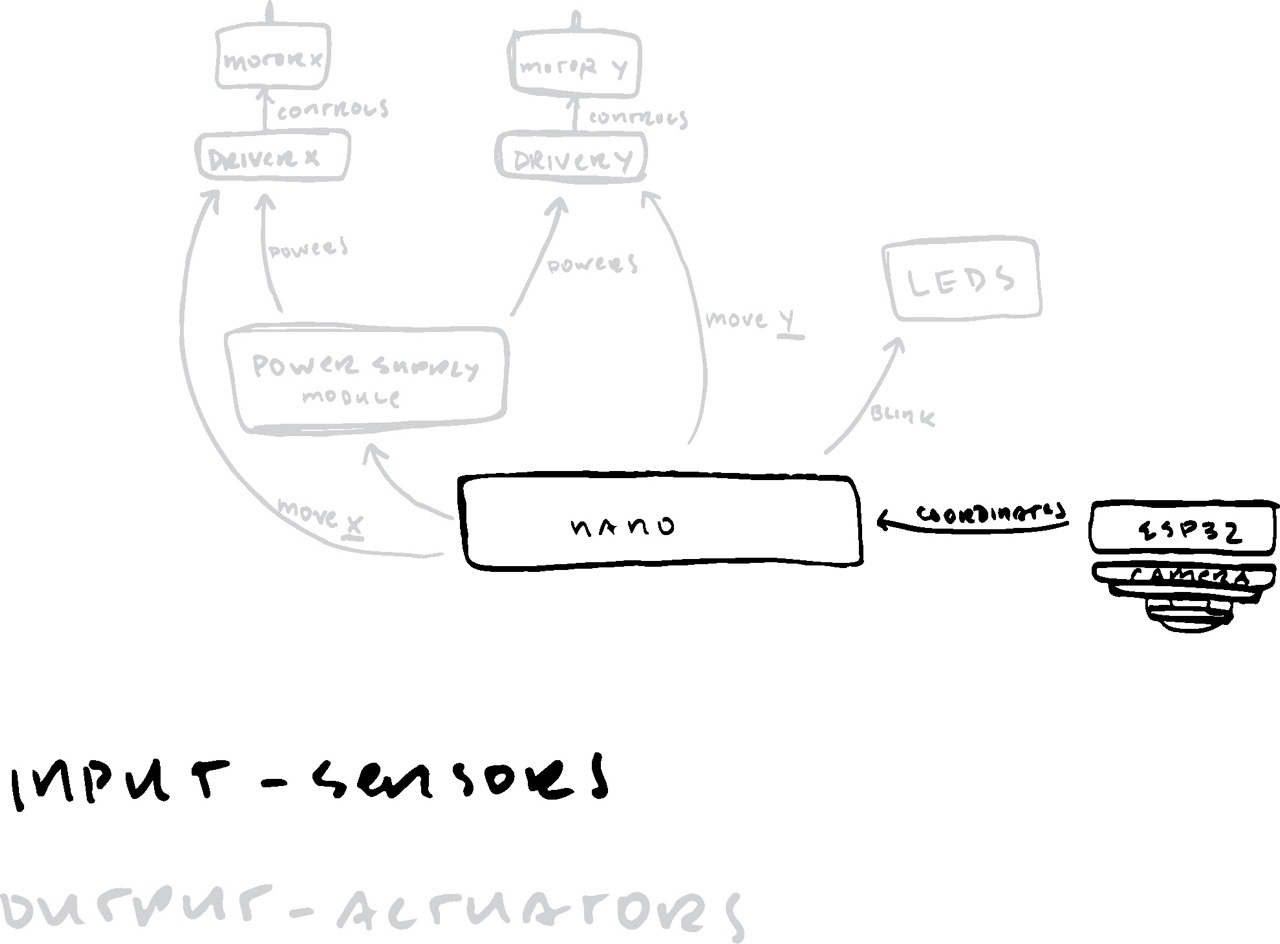 MOTOR X
MOTOR Y
CONTROLS
CONTROLS
DRIVER X
DRIVER Y
POWERS
POWERS
LEDS
move Y
POWER SUPPLY
MODULE
BLINK
move X
NANO
COORDINATES
ESP32
CAMERA
INPUT - SENSORS
OUTPUT - ACTUATORS